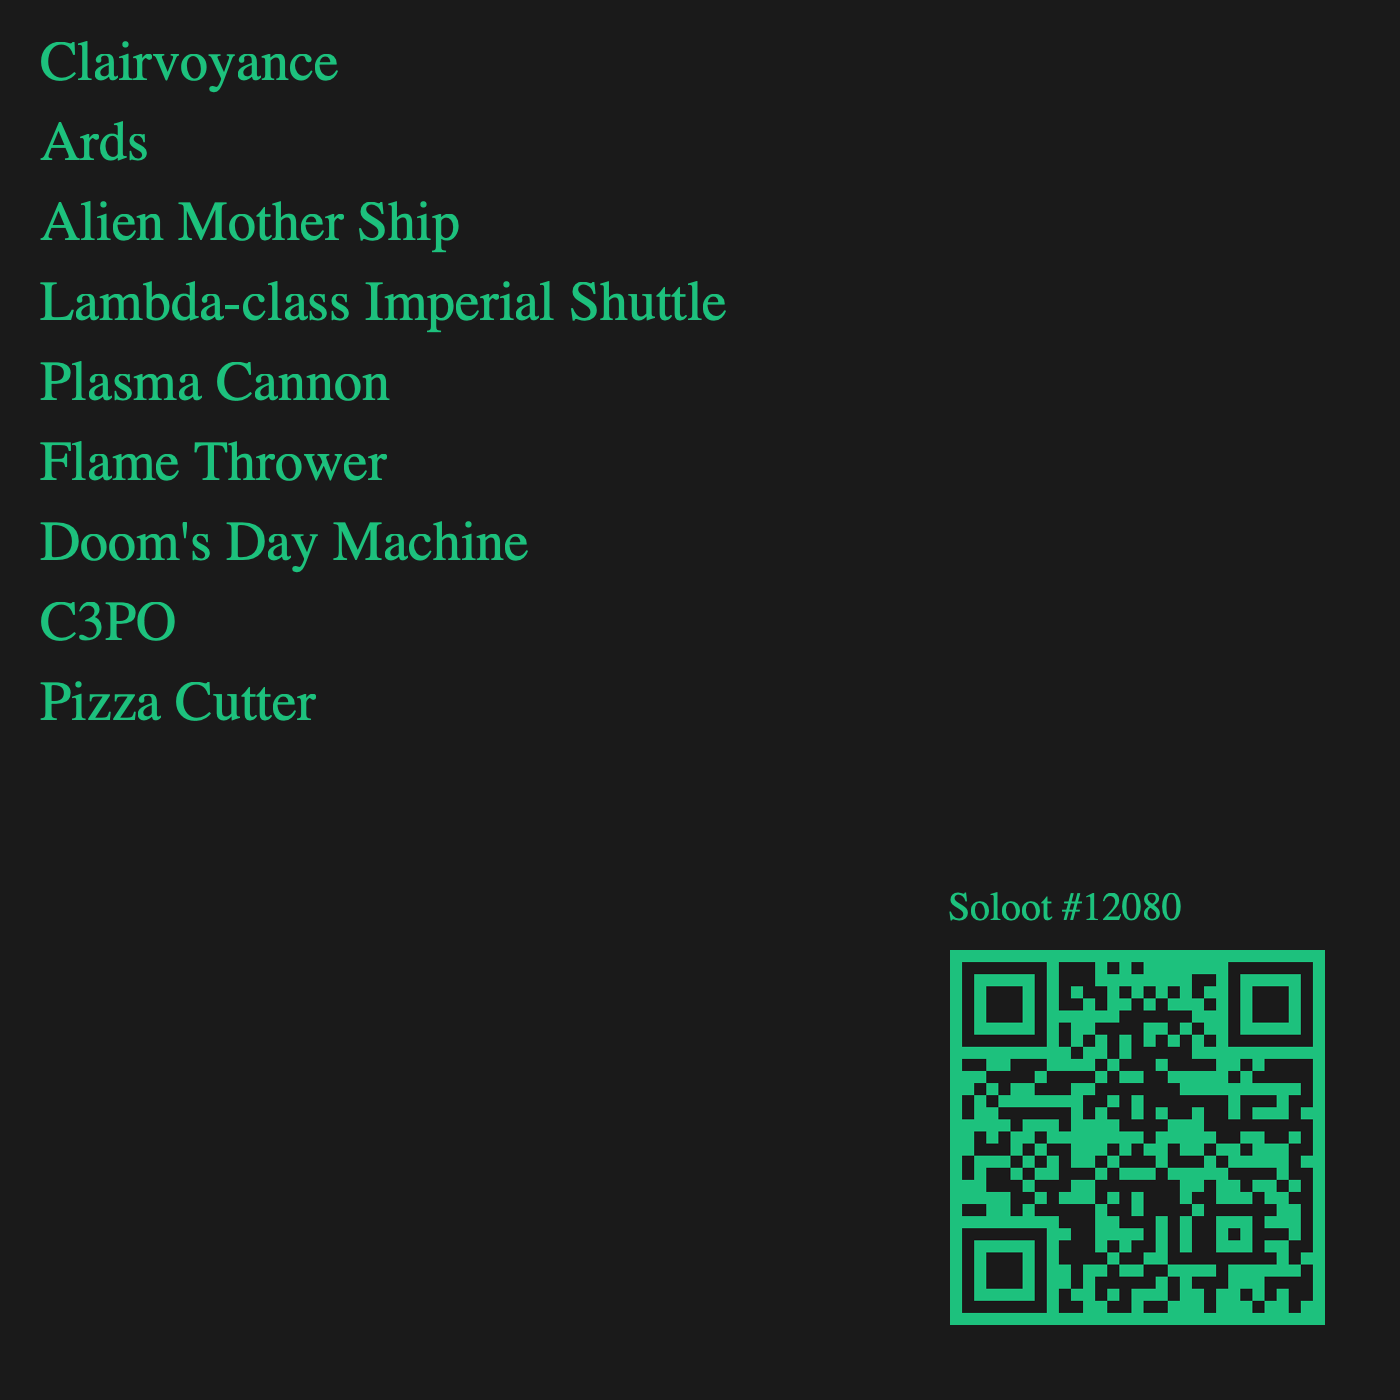 Clairvoyance
Ards
Alien Mother Ship
Lambda-class Imperial Shuttle
Plasma Cannon
Flame Thrower
Doom's Day Machine
C3PO
Pizza Cutter
Soloot #12080